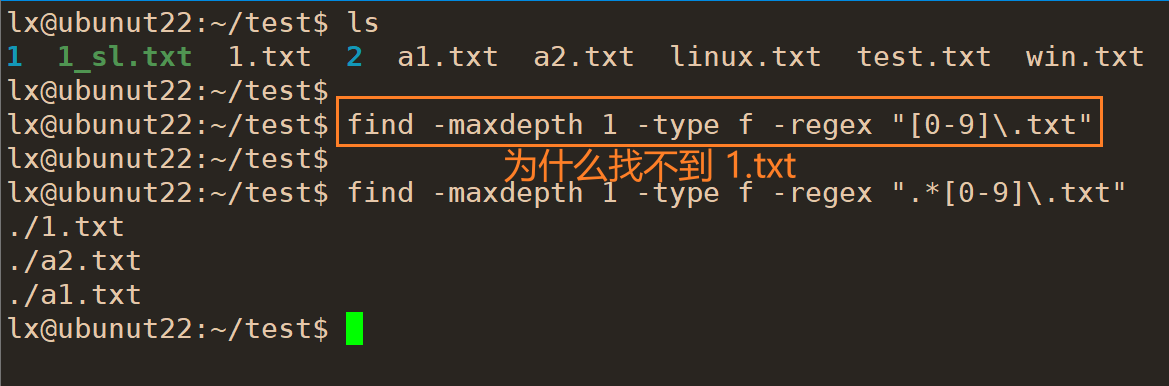 lx@ubunut22:~/test$ ls
1  1_sl.txt  1.txt  2  a1.txt  a2.txt  linux.txt  test.txt  win.txt
lx@ubunut22:~/test$
lx@ubunut22:~/test$ find -maxdepth 1 -type f -regex "[0-9]\.txt"
lx@ubunut22:~/test$
为什么找不到 1.txt
lx@ubunut22:~/test$ find -maxdepth 1 -type f -regex ".*[0-9]\.txt"
./1.txt
./a2.txt
./a1.txt
lx@ubunut22:~/test$